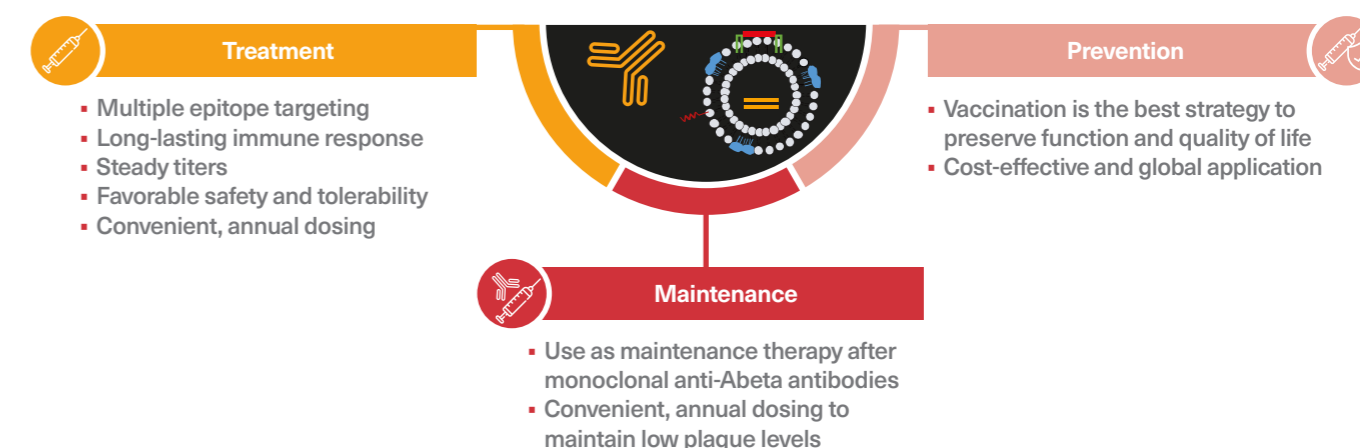 Treatment
▪ Multiple epitope targeting
▪ Long-lasting immune response
▪ Steady titers
▪ Favorable safety and tolerability
▪ Convenient, annual dosing
Prevention
▪ Vaccination is the best strategy to
preserve function and quality of life
▪ Cost-effective and global application
Maintenance
▪ Use as maintenance therapy after
monoclonal anti-Abeta antibodies
▪ Convenient, annual dosing to
maintain low plaque levels